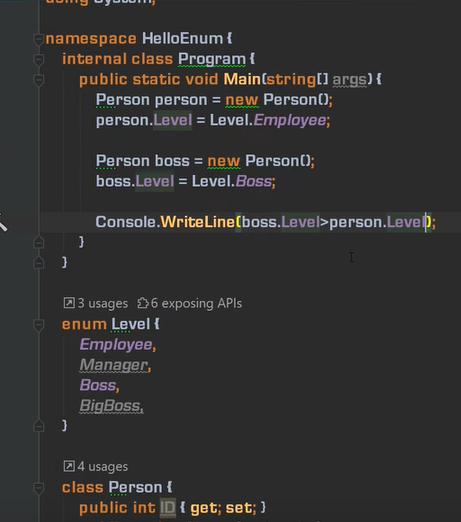 using System;
namespace HelloEnum {
internal class Program {
public static void Main(string[] args) {
Person person = new Person();
person.Level = Level.Employee;
Person boss = new Person();
boss.Level = Level.Boss;
Console.WriteLine(boss.Level>person.Level);
}
}
3 usages 6 exposing APIs
enum Level {
Employee,
Manager,
Boss,
BigBoss,
}
4 usages
class Person {
public int ID { get; set; }